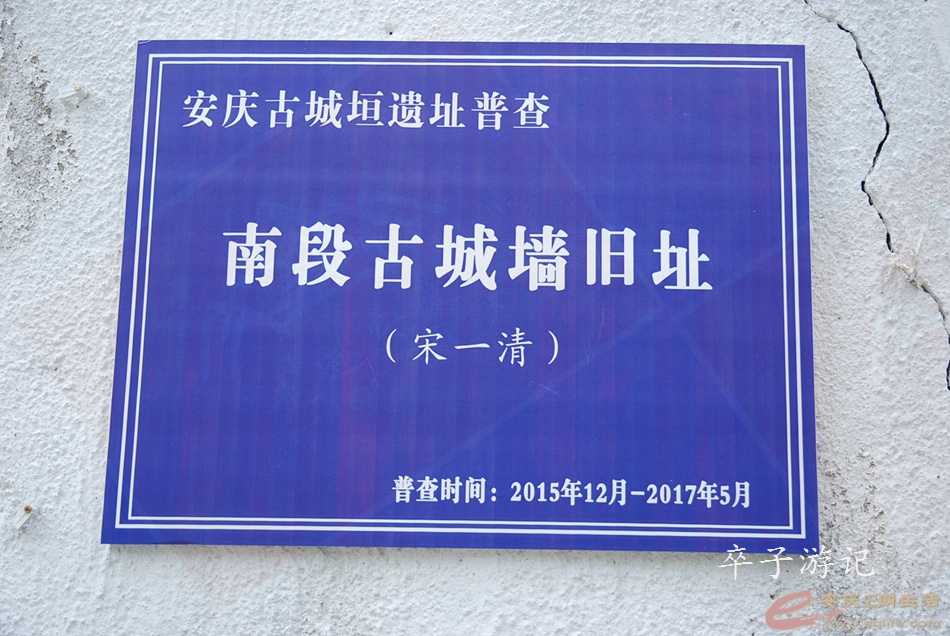 安庆古城垣遗址普查
南段古城墙旧址
（宋一清）
普查时间：2015年12月-2017年5月
卒子游记